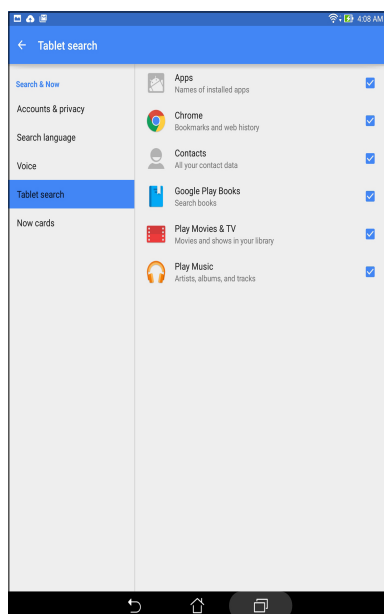 4:08 AM
Tablet search
Search & Now
Accounts & privacy
Search language
Voice
Tablet search
Now cards
Apps
Names of installed apps
Chrome
Bookmarks and web history
Contacts
All your contact data
Google Play Books
Search books
Play Movies & TV
Movies and shows in your library
Play Music
Artists, albums, and tracks